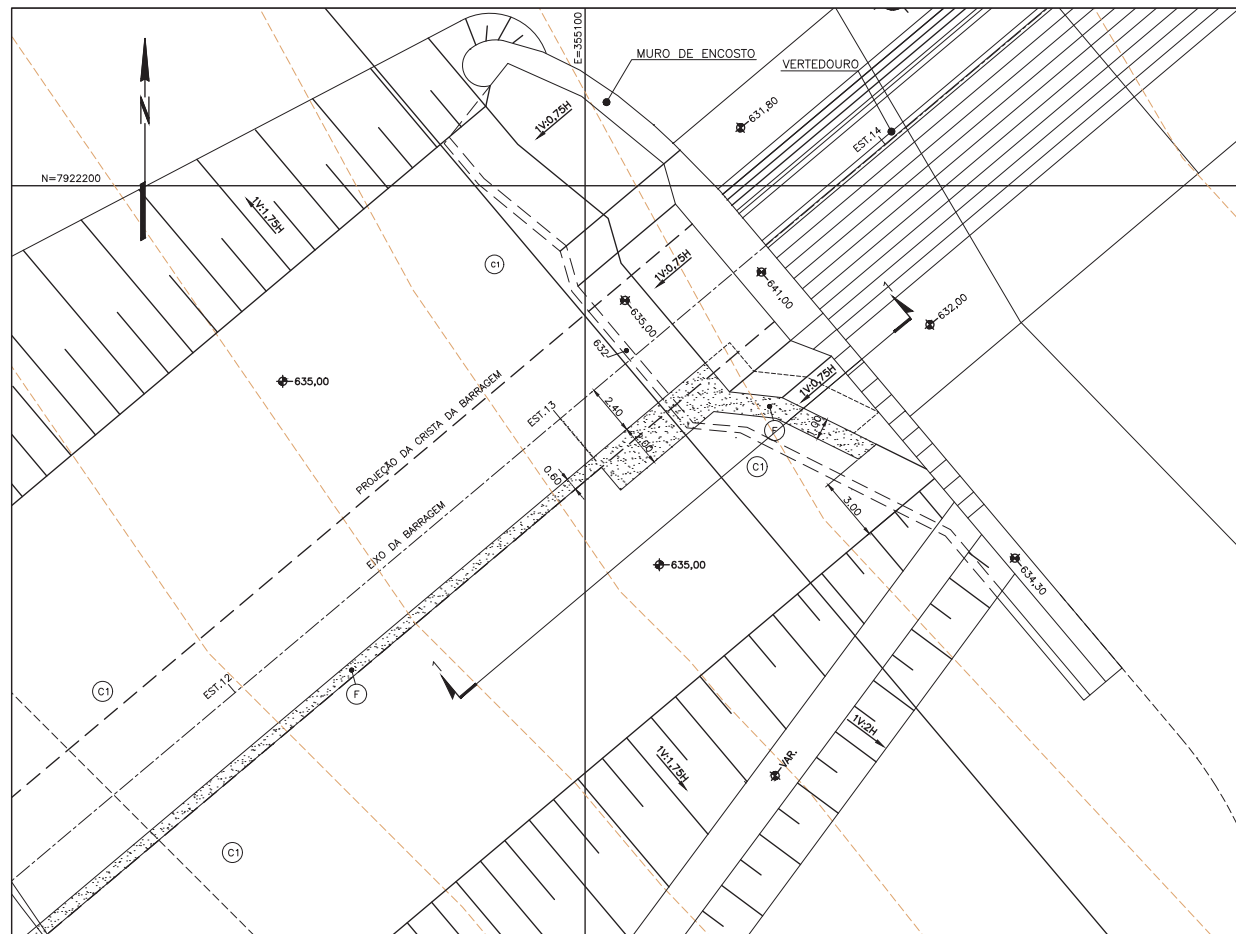 E=355100
MURO DE ENCOSTO
VERTEDOURO
N
631,80
1V:0,75H
EST.14
N=7922200
1V:1,75H
C1
1V:0,75H
641,00
635,00
1
632,00
632
635,00
1V:0,75H
PROJEÇÃO DA CRISTA DA BARRAGEM
2.40
EST.13
2.00
F
C1
0.60
3.00
EIXO DA BARRAGEM
635,00
634,30
1
EST.12
C1
F
1V:2H
1V:1,75H
VAR.
C1